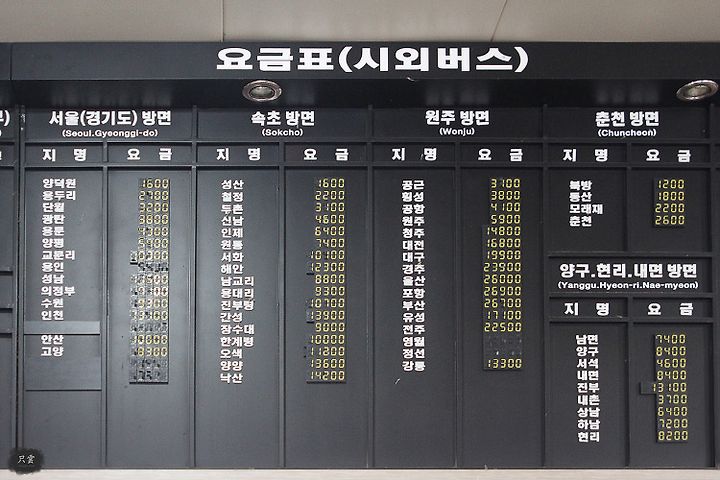 요금표(시외버스)
서울(경기도) 방면
(Seoul.Gyeonggi-do)
지 명 요 금
양덕원 1600
용두리 2700
단월 3200
광탄 3800
용문 4300
양평 5900
교문리
용인
성남
의정부
수원
인천
안산
고양
속초 방면
(Sokcho)
지 명 요 금
성산 1600
철정 2200
두촌 3100
신남 4600
인제 6400
원통 7400
서화 10100
해안 12300
남교리 8800
용대리 9300
진부령 10700
간성 13900
장수대 9000
한계령 10000
오색 11200
양양 13600
낙산 14200
원주 방면
(Wonju)
지 명 요 금
공근 3700
횡성 3800
공항 4100
원주 5900
청주 14800
대전 16800
대구 19900
경주 23900
울산 26000
포항 26900
부산 26700
유성 17100
전주 22500
영월
정선
강릉 13300
춘천 방면
(Chuncheon)
지 명 요 금
북방 1200
동산 1800
모래재 2200
춘천 2600
양구.현리.내면 방면
(Yanggu.Hyeon-ri.Nae-myeon)
지 명 요 금
남면 7400
양구 8400
서석 4600
내면 8400
진부 13100
내촌 3700
상남 6400
하남 7200
현리 8200
只雲